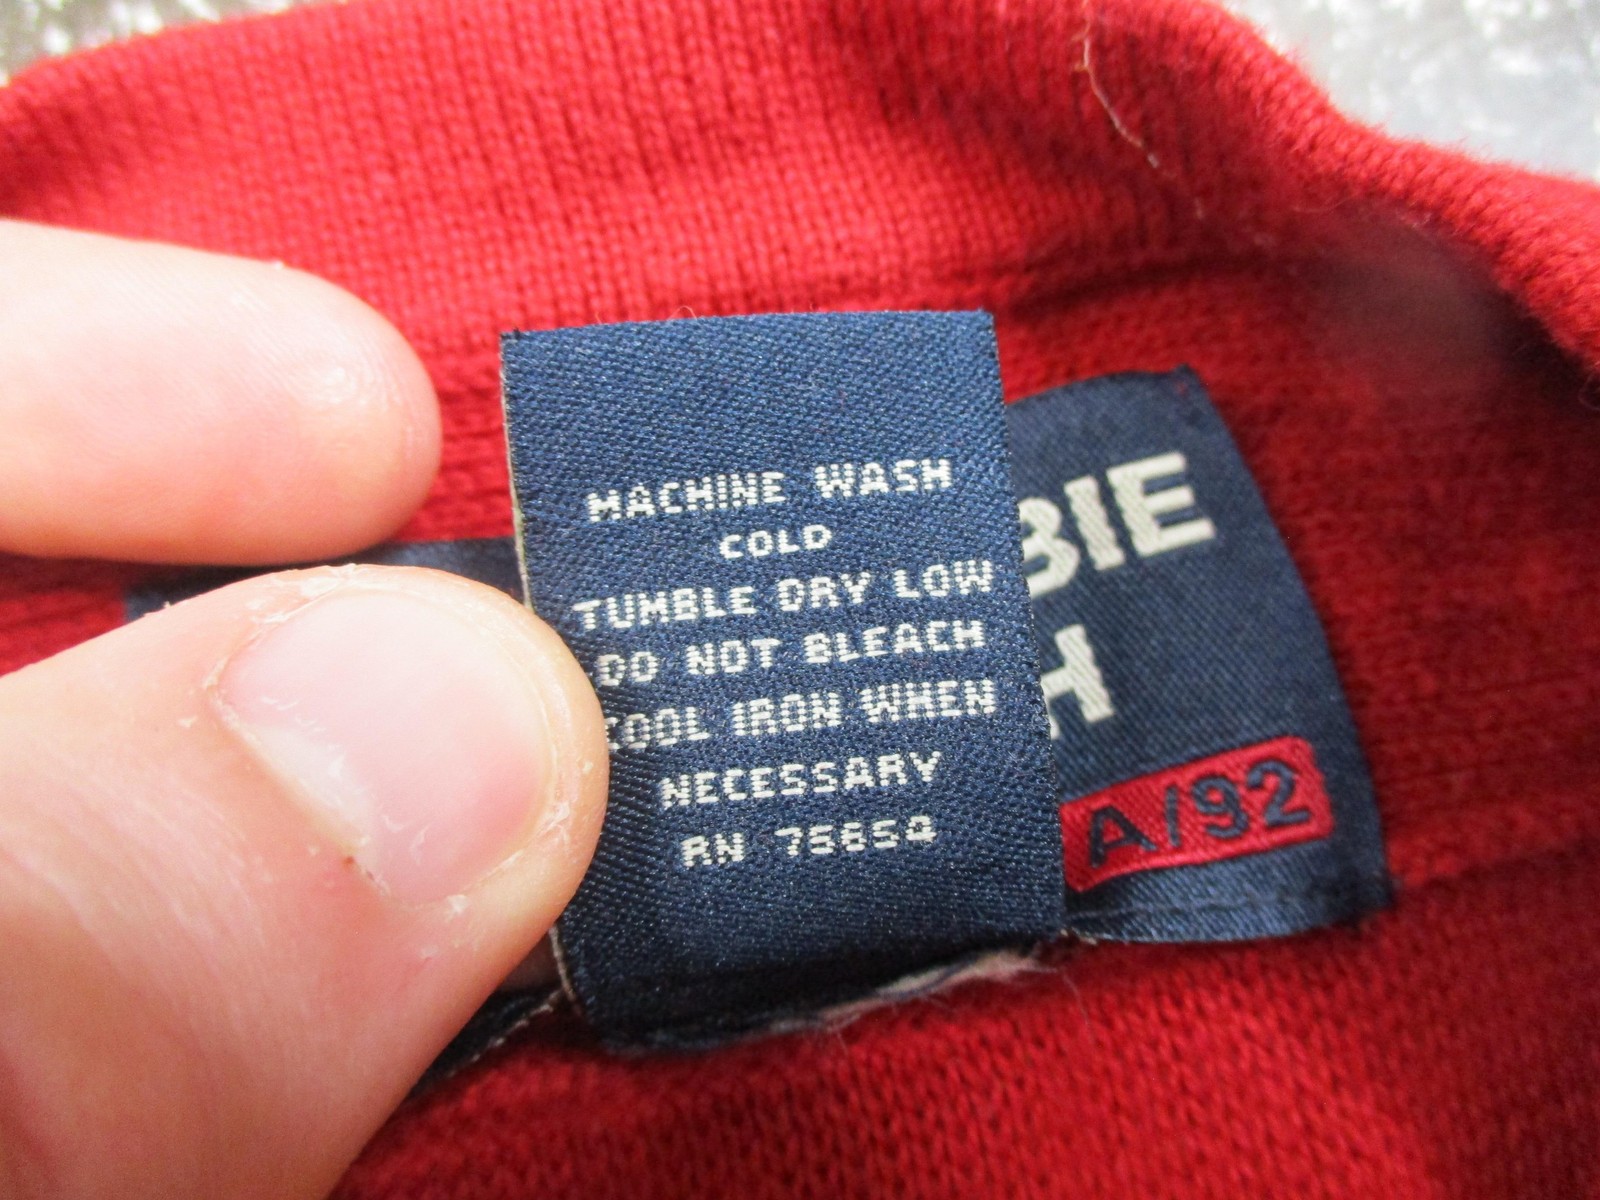 MACHINE WASH
COLD
TUMBLE DRY LOW
DO NOT BLEACH
COOL IRON WHEN
NECESSARY
RN 75654
BIE
H
A/92